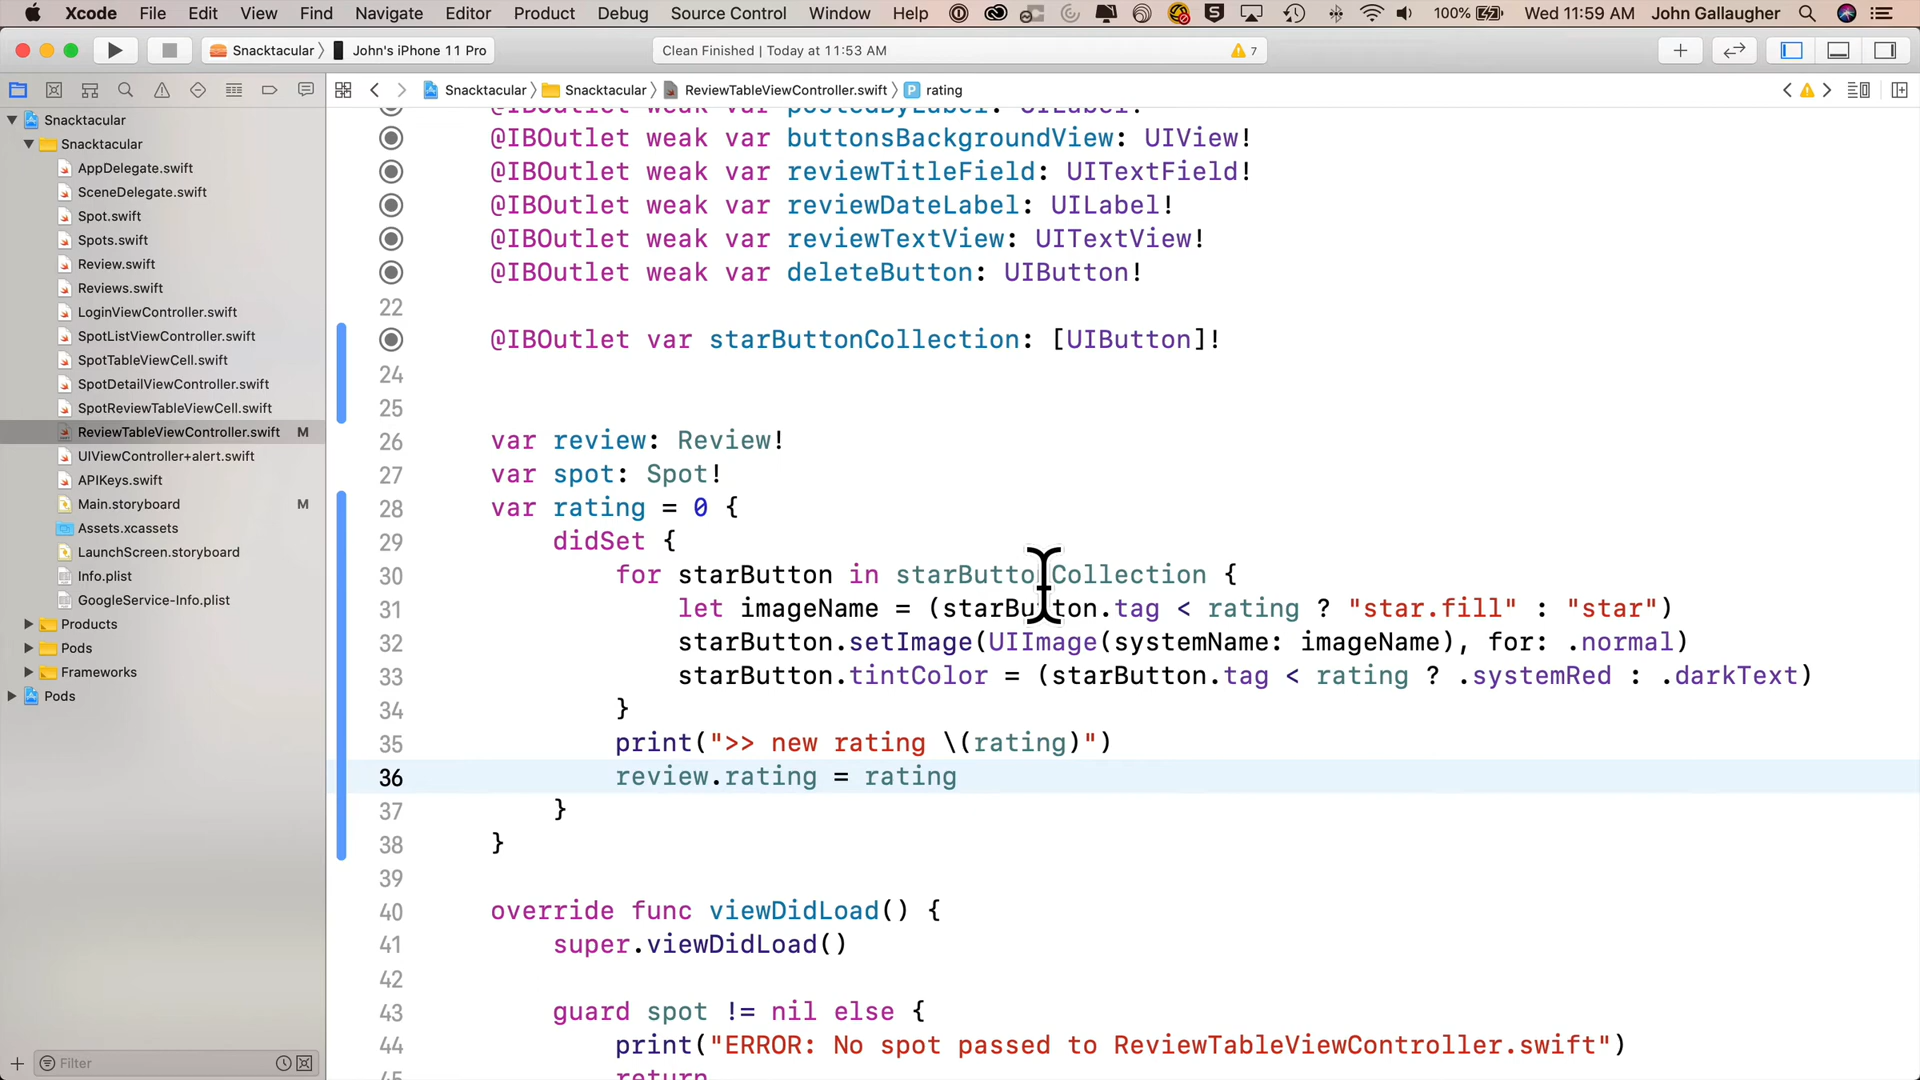 Xcode File Edit View Find Navigate Editor Product Debug Source Control Window Help 100% Wed 11:59 AM John Gallaugher
Snacktacular John's iPhone 11 Pro Clean Finished | Today at 11:53 AM 7
Snacktacular Snacktacular ReviewTableViewController.swift P rating
Snacktacular
Snacktacular
AppDelegate.swift
SceneDelegate.swift
Spot.swift
Spots.swift
Review.swift
Reviews.swift
LoginViewController.swift
SpotListViewController.swift
SpotTableViewCell.swift
SpotDetailViewController.swift
SpotReviewTableViewCell.swift
ReviewTableViewController.swift M
UIViewController+alert.swift
APIKeys.swift
Main.storyboard M
Assets.xcassets
LaunchScreen.storyboard
Info.plist
GoogleService-Info.plist
Products
Pods
Frameworks
Pods
Filter
@IBOutlet weak var postedByLabel: UILabel!
@IBOutlet weak var buttonsBackgroundView: UIView!
@IBOutlet weak var reviewTitleField: UITextField!
@IBOutlet weak var reviewDateLabel: UILabel!
@IBOutlet weak var reviewTextView: UITextView!
@IBOutlet weak var deleteButton: UIButton!
22
@IBOutlet var starButtonCollection: [UIButton]!
24
25
26 var review: Review!
27 var spot: Spot!
28 var rating = 0 {
29 didSet {
30 for starButton in starButtonCollection {
31 let imageName = (starButton.tag < rating ? "star.fill" : "star")
32 starButton.setImage(UIImage(systemName: imageName), for: .normal)
33 starButton.tintColor = (starButton.tag < rating ? .systemRed : .darkText)
34 }
35 print(">> new rating \(rating)")
36 review.rating = rating
37 }
38 }
39
40 override func viewDidLoad() {
41 super.viewDidLoad()
42
43 guard spot != nil else {
44 print("ERROR: No spot passed to ReviewTableViewController.swift")
45 return